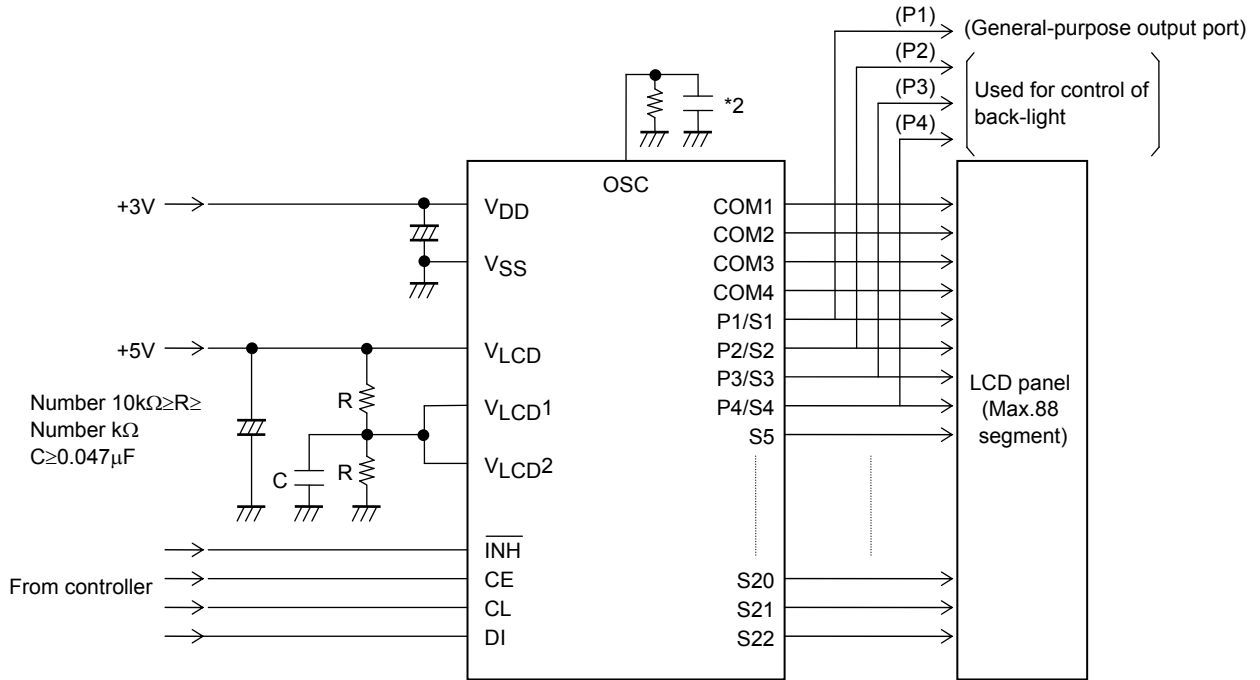 (P1)
(General-purpose output port)
(P2)
(P3)
Used for control of
back-light
(P4)
*2
OSC
+3V
VDD
VSS
COM1
COM2
COM3
COM4
P1/S1
+5V
VLCD
P2/S2
P3/S3
P4/S4
S5
LCD panel
(Max.88
segment)
Number 10kΩ≥R≥
Number kΩ
C≥0.047μF
R
VLCD1
C
R
VLCD2
INH
From controller
CE
CL
DI
S20
S21
S22